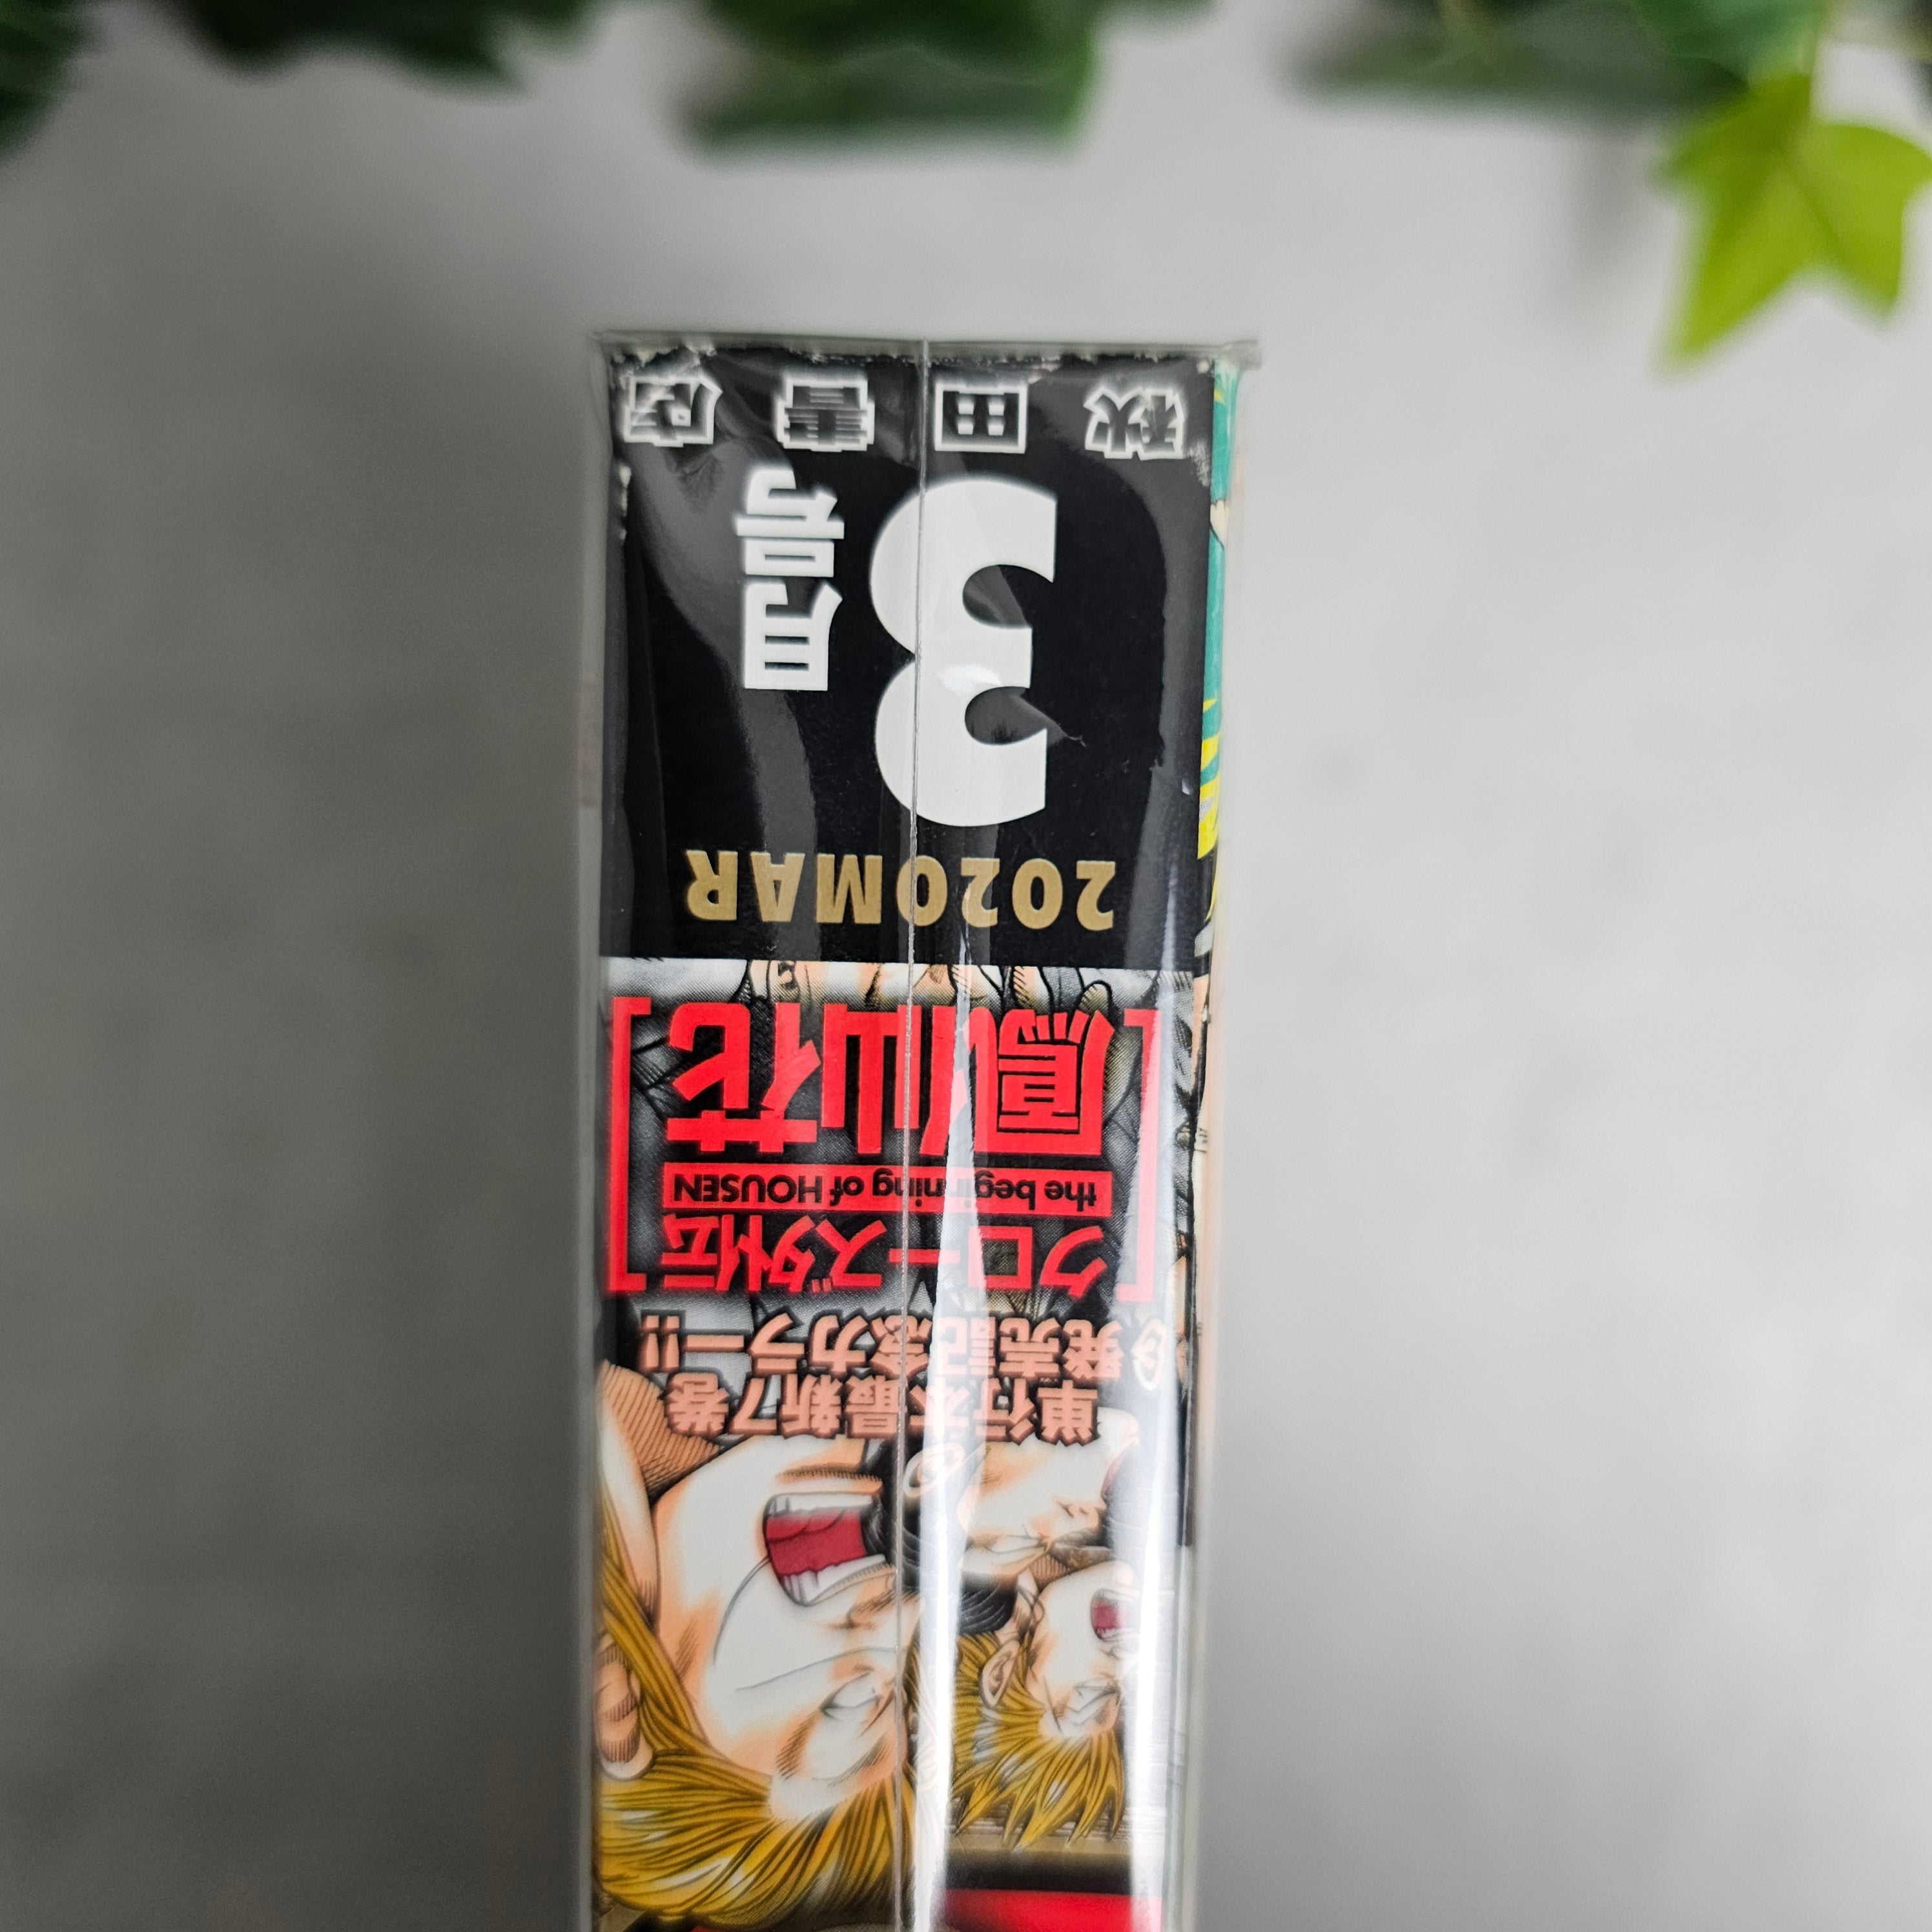 単行本最新7巻
発売記念カラー!!
クローズ外伝
the beginning of HOUSEN
鳳仙花
2020MAR
3
月号
秋田書店